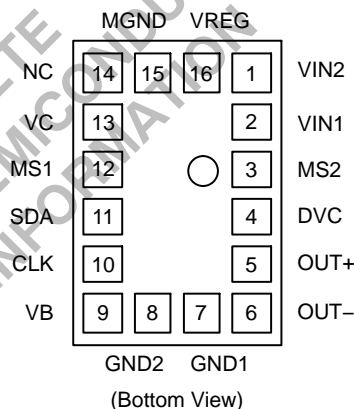 MGND VREG
NC 14 15 16 1 VIN2
VC 13 2 VIN1
MS1 12 3 MS2
SDA 11 4 DVC
CLK 10 5 OUT+
VB 9 8 7 6 OUT−
GND2 GND1
(Bottom View)